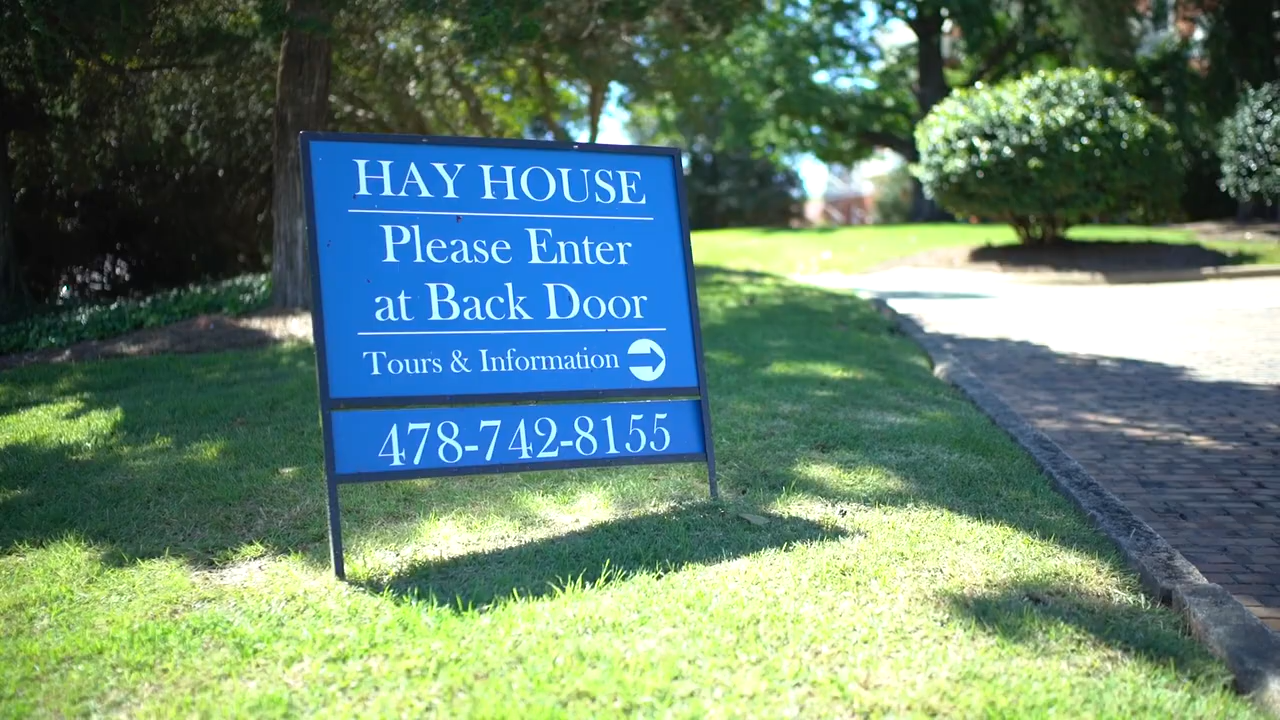 HAY HOUSE
Please Enter
at Back Door
Tours & Information
478-742-8155